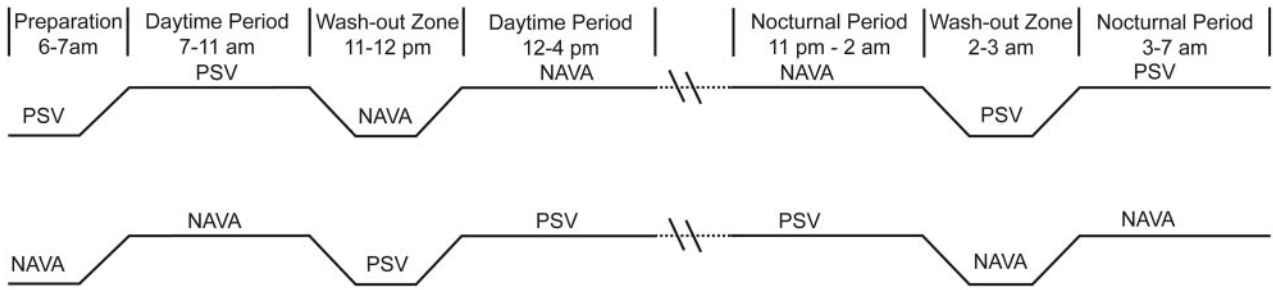 Preparation Daytime Period Wash-out Zone Daytime Period Nocturnal Period Wash-out Zone Nocturnal Period
6-7am 7-11 am 11-12 pm 12-4 pm 11 pm - 2 am 2-3 am 3-7 am
PSV NAVA NAVA PSV
PSV NAVA PSV
NAVA PSV PSV NAVA
NAVA PSV NAVA